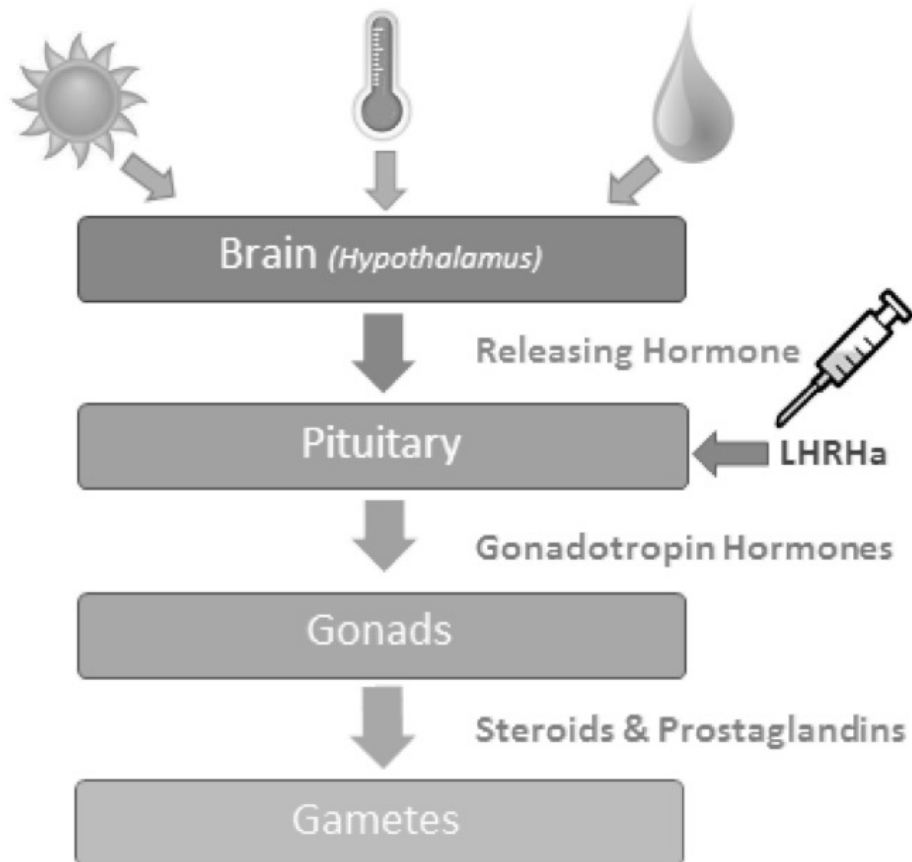 Brain (Hypothalamus)
Releasing Hormone
Pituitary
LHRHa
Gonadotropin Hormones
Gonads
Steroids & Prostaglandins
Gametes